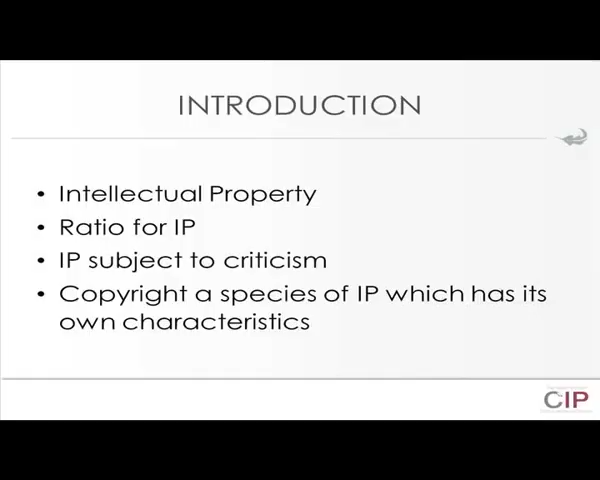 INTRODUCTION
• Intellectual Property
• Ratio for IP
• IP subject to criticism
• Copyright a species of IP which has its
own characteristics
CIP